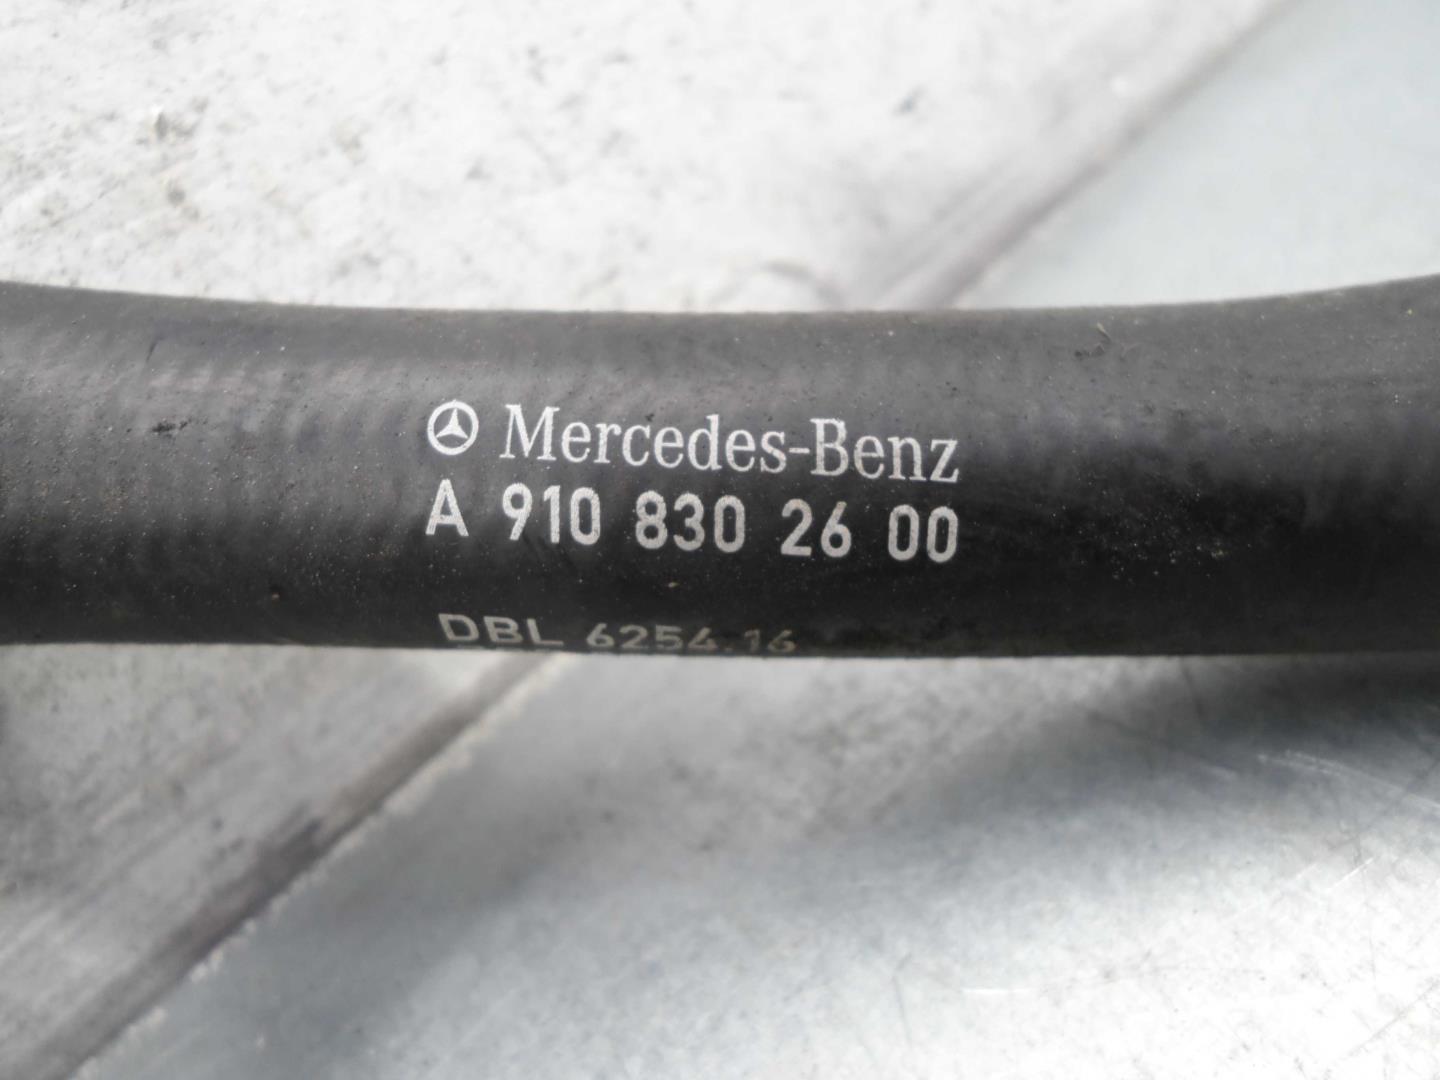 Mercedes-Benz
A 910 830 26 00
DBL 6254.16